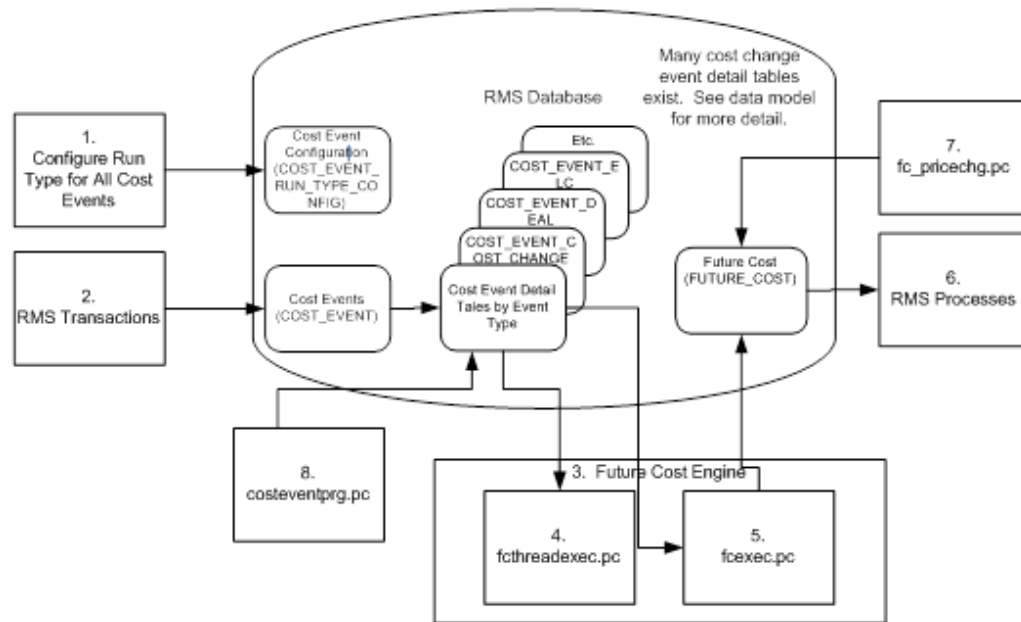 Many cost change
event detail tables
exist. See data model
for more detail.
RMS Database
1.
Configure Run
Type for All Cost
Events
Cost Event
Configuration
(COST_EVENT_
RUN_TYPE_CO
NFIG)
Etc.
COST_EVENT_E
LC
COST_EVENT_D
EAL
COST_EVENT_C
OST_CHANGE
Cost Event Detail
Tales by Event
Type
7.
fc_pricechg.pc
2.
RMS Transactions
Cost Events
(COST_EVENT)
Future Cost
(FUTURE_COST)
6.
RMS Processes
8.
costeventprg.pc
3. Future Cost Engine
4.
fcthreadexec.pc
5.
fcexec.pc